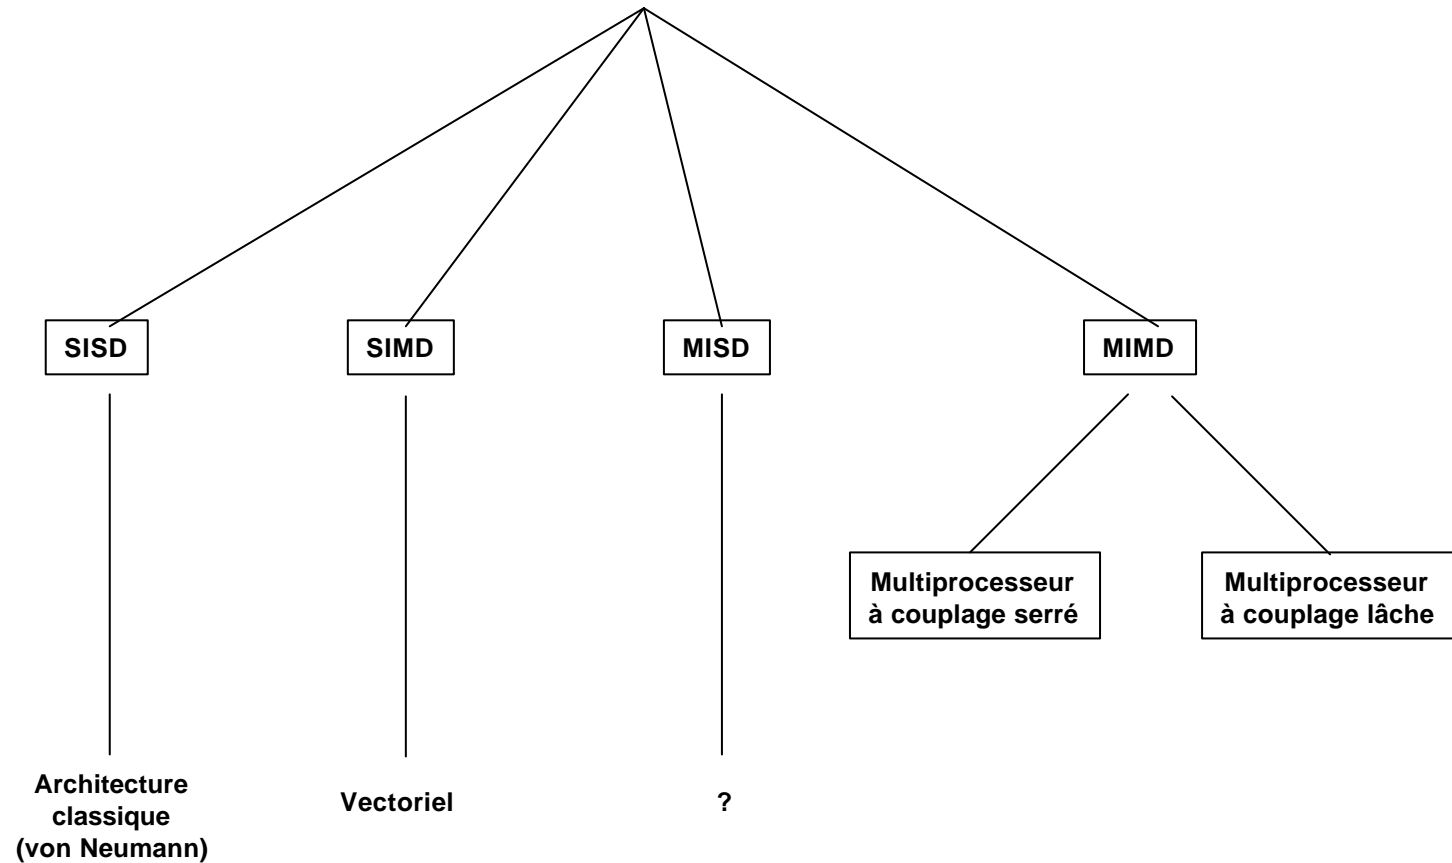 SISD
SIMD
MISD
MIMD
Multiprocesseur
à couplage serré
Multiprocesseur
à couplage lâche
Architecture
classique
(von Neumann)
Vectoriel
?